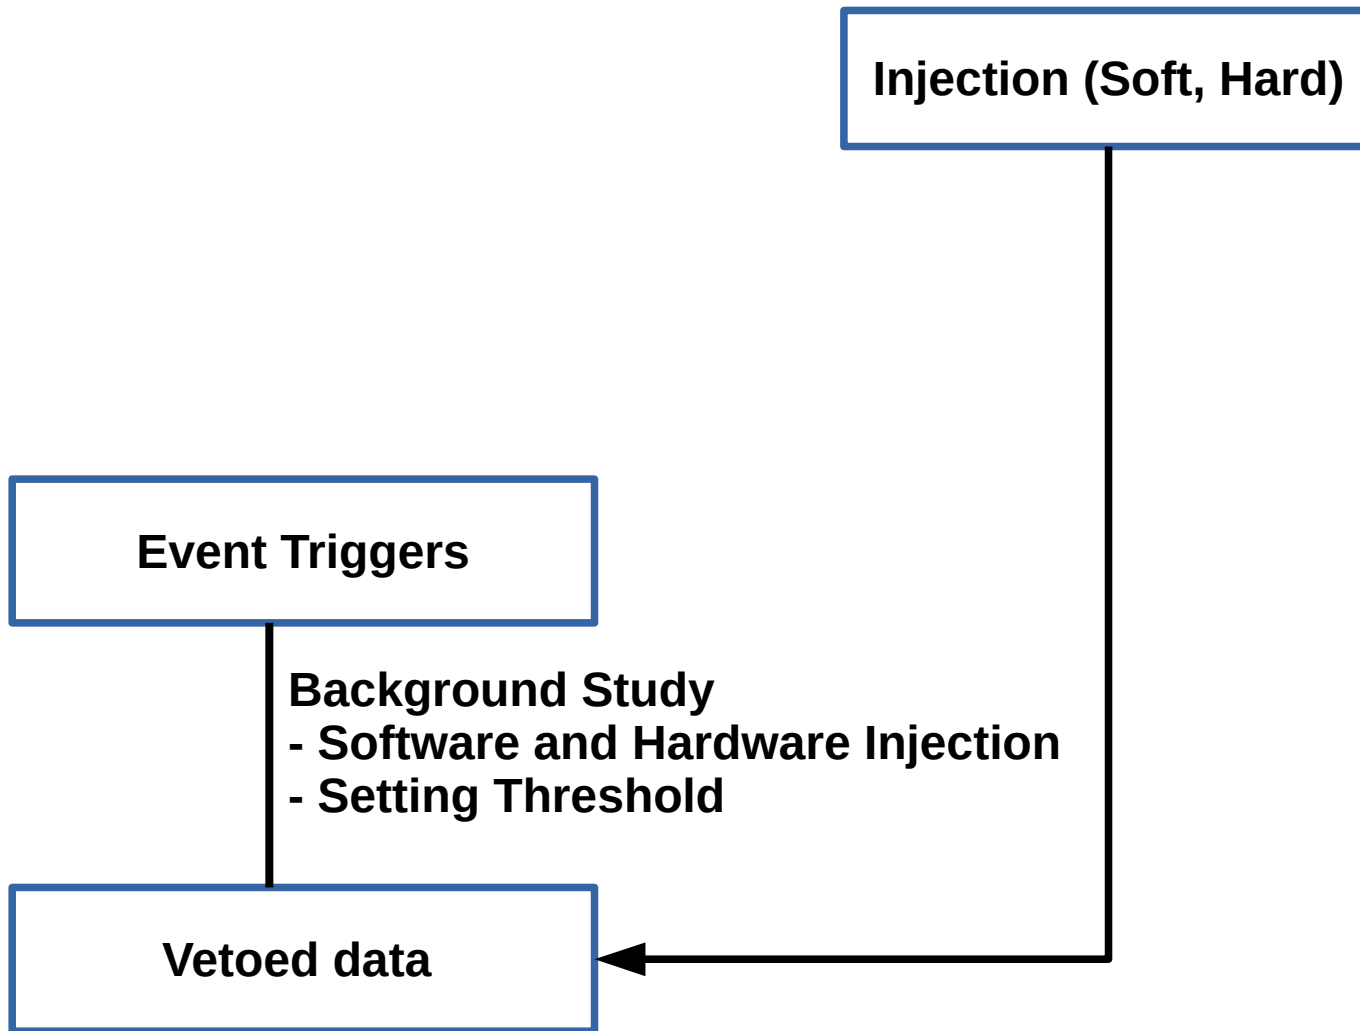 Injection (Soft, Hard)
Event Triggers
Background Study
- Software and Hardware Injection
- Setting Threshold
Vetoed data